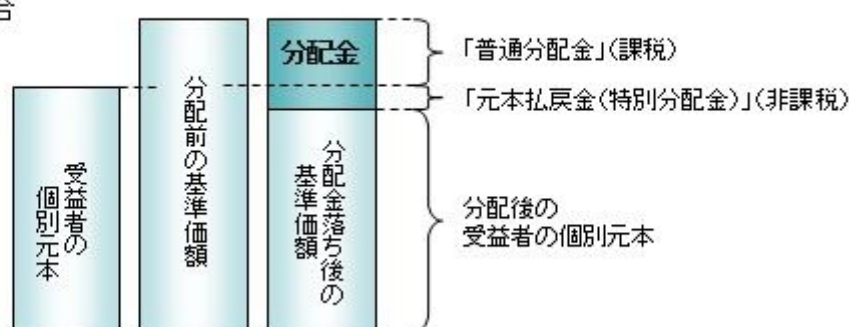 合
分配金
「普通分配金」(課税)
「元本払戻金(特別分配金)」(非課税)
受益者の
個別元本
分配前の基準価額
分配金落ち後の
基準価額
分配後の
受益者の個別元本